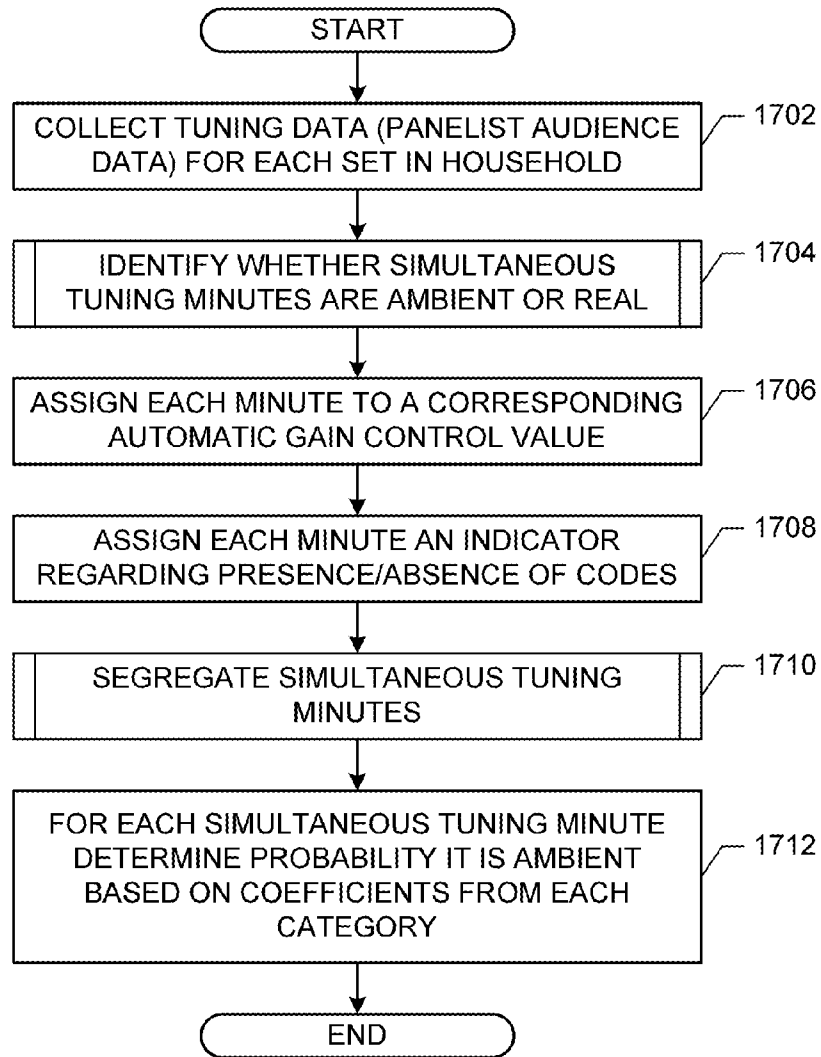 START
COLLECT TUNING DATA (PANELIST AUDIENCE
DATA) FOR EACH SET IN HOUSEHOLD
1702
IDENTIFY WHETHER SIMULTANEOUS
TUNING MINUTES ARE AMBIENT OR REAL
1704
ASSIGN EACH MINUTE TO A CORRESPONDING
AUTOMATIC GAIN CONTROL VALUE
1706
ASSIGN EACH MINUTE AN INDICATOR
REGARDING PRESENCE/ABSENCE OF CODES
1708
SEGREGATE SIMULTANEOUS TUNING
MINUTES
1710
FOR EACH SIMULTANEOUS TUNING MINUTE
DETERMINE PROBABILITY IT IS AMBIENT
BASED ON COEFFICIENTS FROM EACH
CATEGORY
1712
END